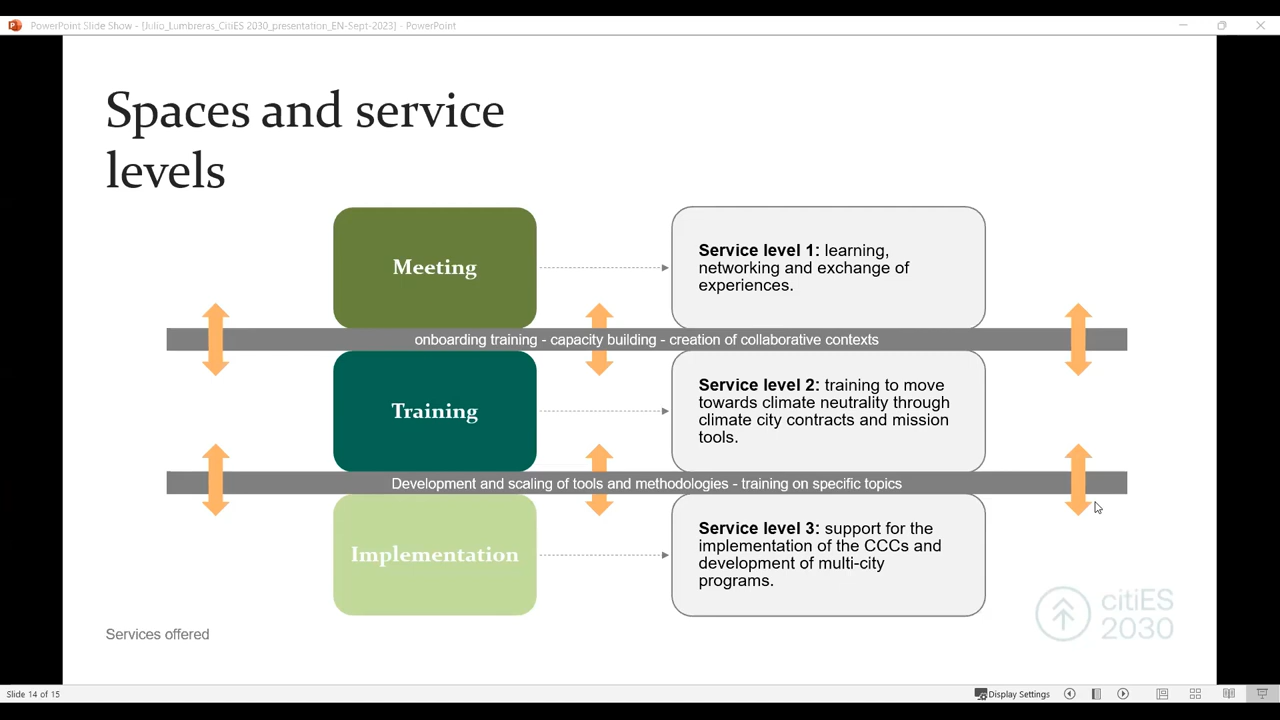 PowerPoint Slide Show - [Julio_Lumbreras_CitiES 2030_presentation_EN-Sept-2023] - PowerPoint
Spaces and service
levels
Meeting
Service level 1: learning,
networking and exchange of
experiences.
onboarding training - capacity building - creation of collaborative contexts
Training
Service level 2: training to move
towards climate neutrality through
climate city contracts and mission
tools.
Development and scaling of tools and methodologies - training on specific topics
Implementation
Service level 3: support for the
implementation of the CCCs and
development of multi-city
programs.
citiES
2030
Services offered
Slide 14 of 15
Display Settings